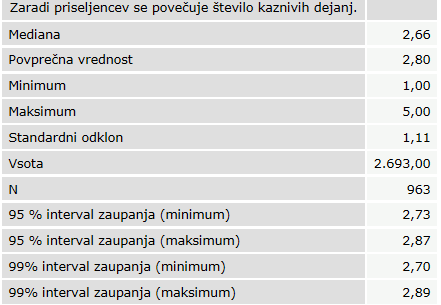 Zaradi priseljencev se povečuje število kaznivih dejanj.
Mediana 2,66
Povprečna vrednost 2,80
Minimum 1,00
Maksimum 5,00
Standardni odklon 1,11
Vsota 2.693,00
N 963
95 % interval zaupanja (minimum) 2,73
95 % interval zaupanja (maksimum) 2,87
99% interval zaupanja (minimum) 2,70
99% interval zaupanja (maksimum) 2,89